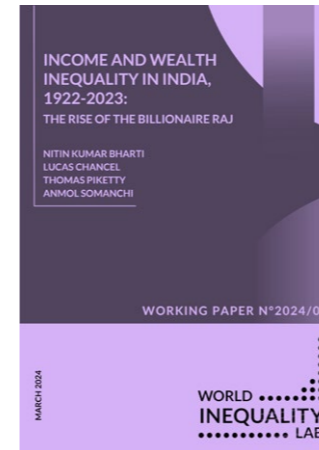 INCOME AND WEALTH
INEQUALITY IN INDIA,
1922-2023:
THE RISE OF THE BILLIONAIRE RAJ
NITIN KUMAR BHARTI
LUCAS CHANCEL
THOMAS PIKETTY
ANMOL SOMANCHI
WORKING PAPER N°2024/0
MARCH 2024
WORLD
INEQUALITY
LAB